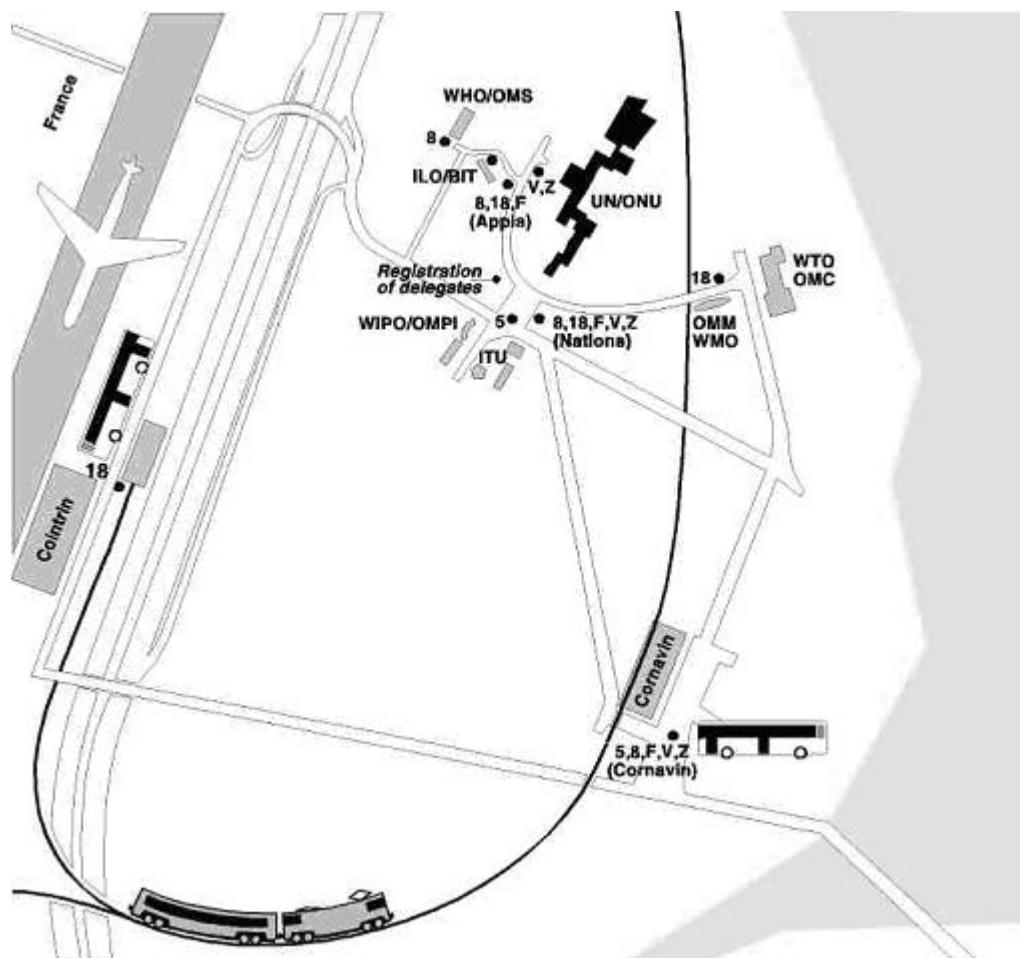 France
WHO/OMS
8
ILO/BIT
V,Z
8,18,F
(Appia)
UN/ONU
Registration
of delegates
18
WTO
OMC
WIPO/OMPI
5
8,18,F,V,Z
(Nations)
OMM
WMO
ITU
18
Cointrin
Cornavin
5,8,F,V,Z
(Cornavin)